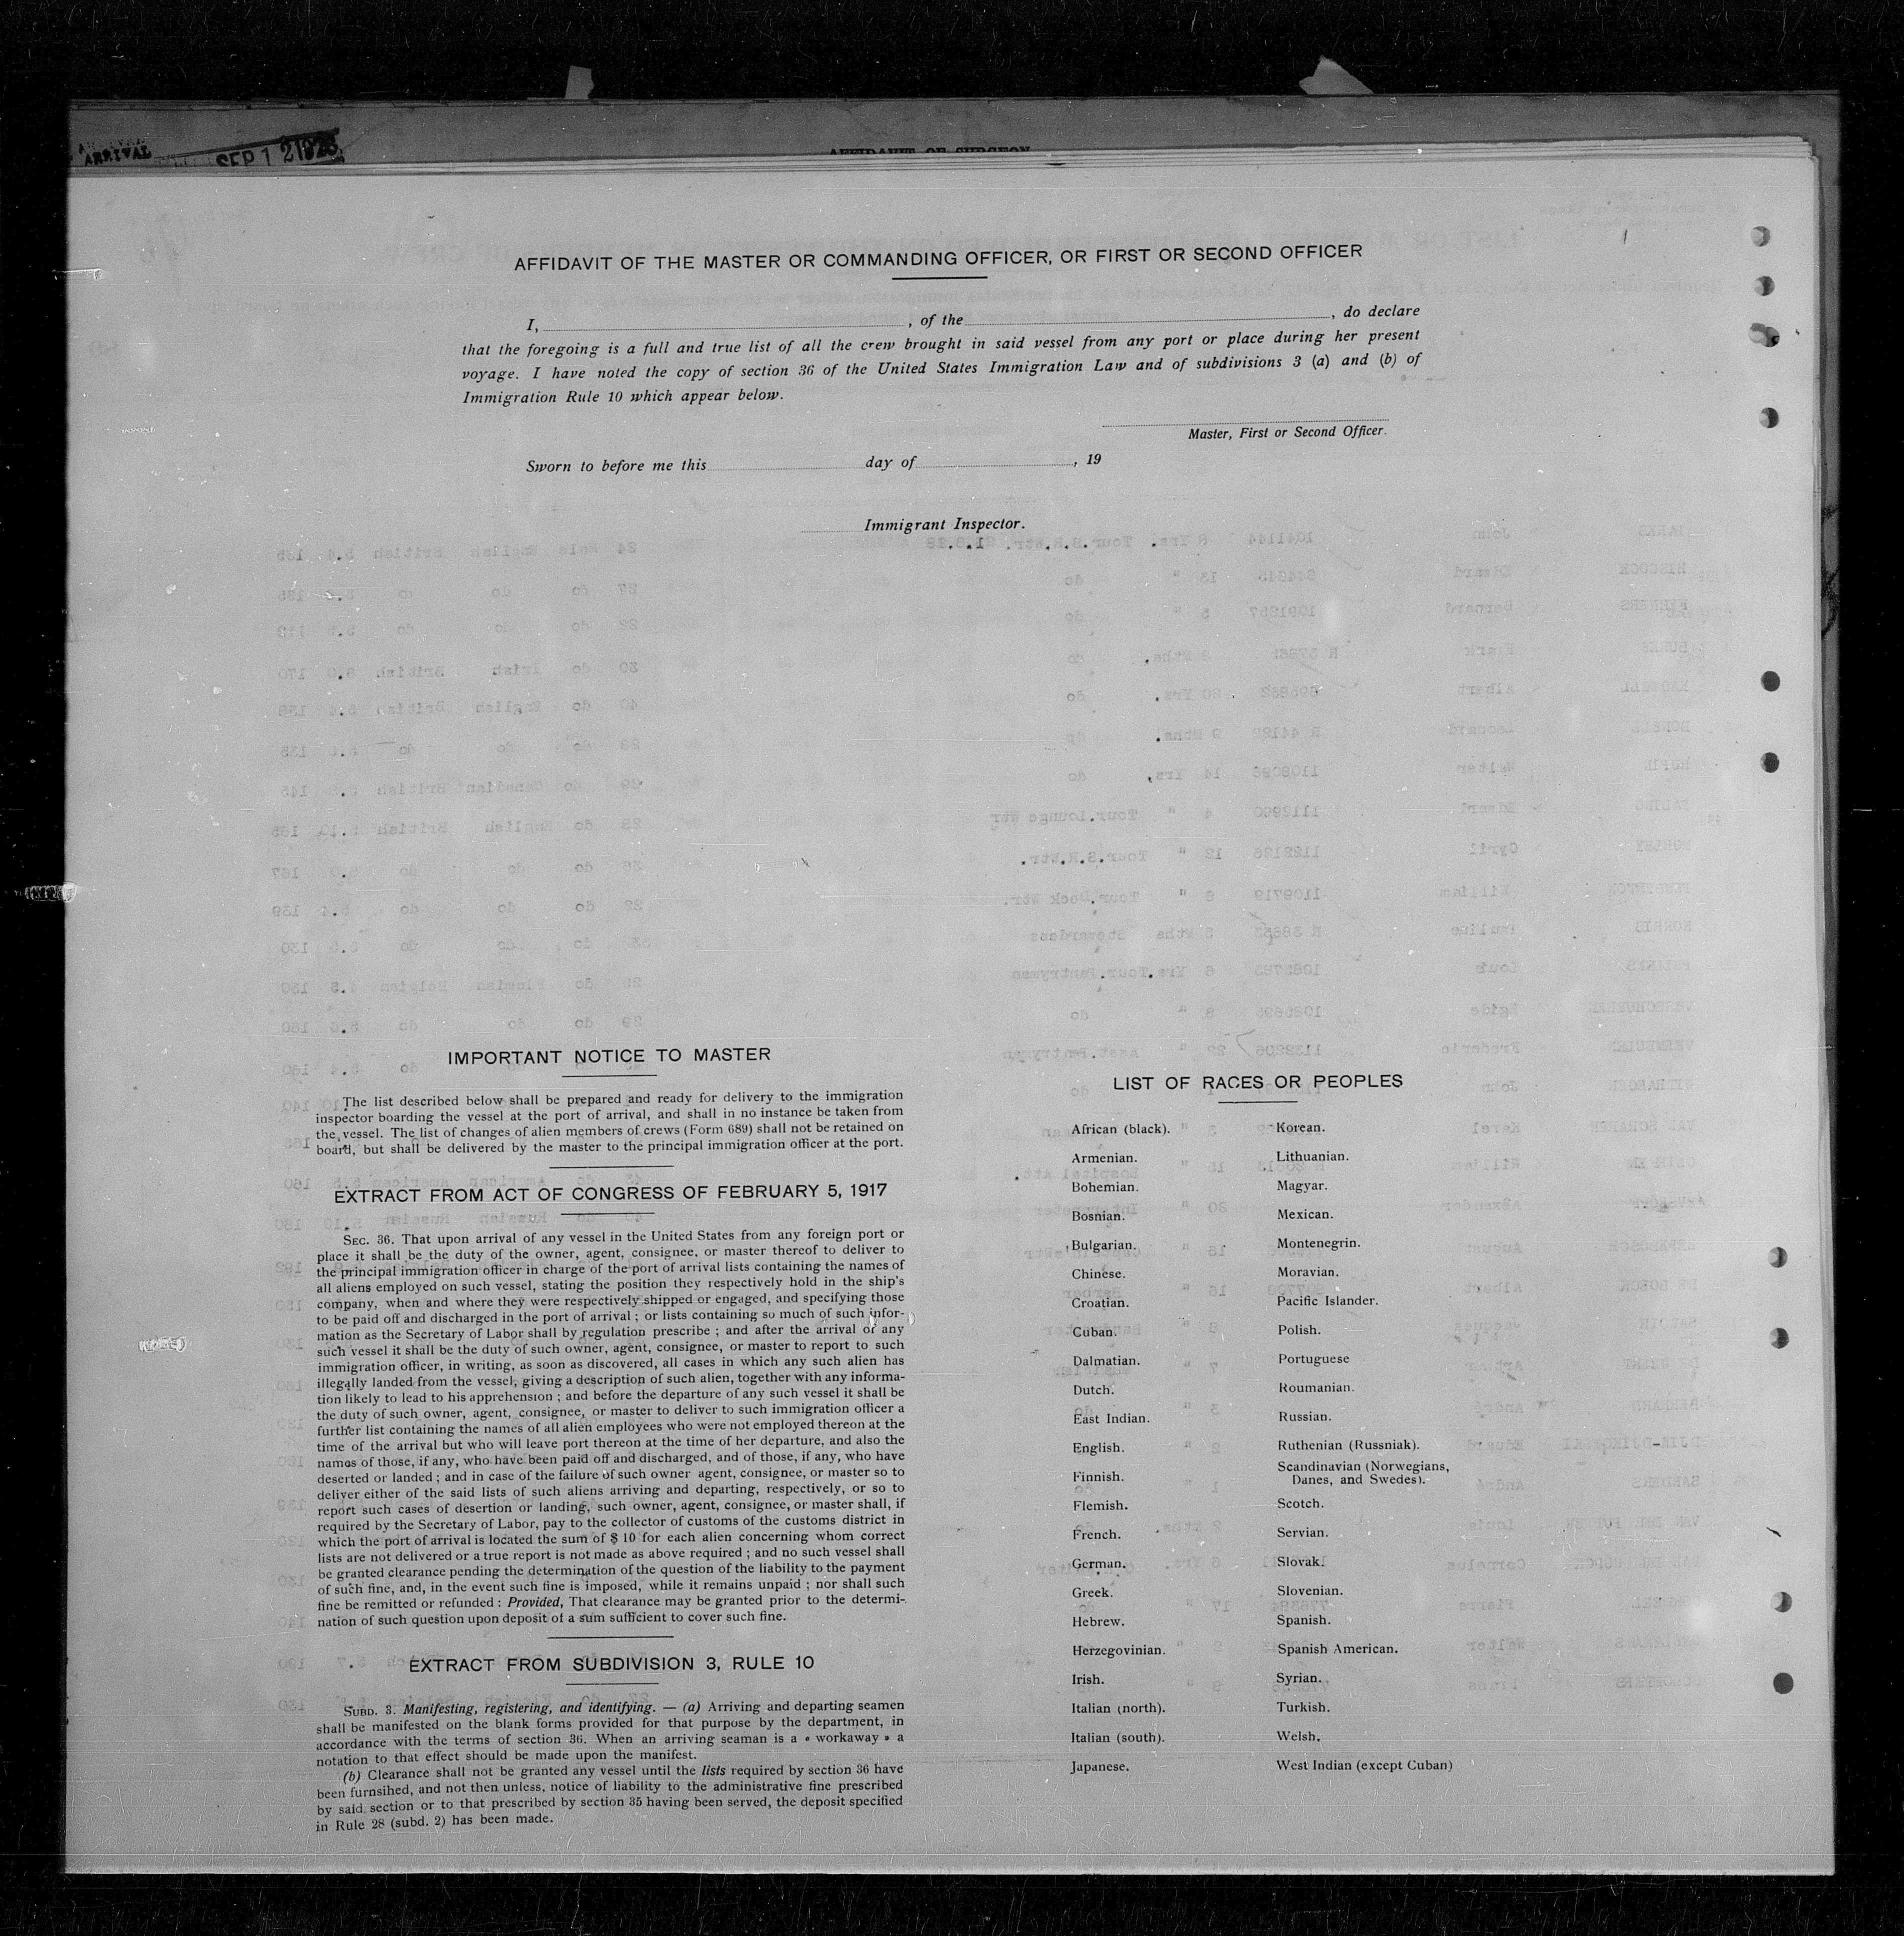 ARRIVAL SEP 12 1928
AFFIDAVIT OF SURGEON
AFFIDAVIT OF THE MASTER OR COMMANDING OFFICER, OR FIRST OR SECOND OFFICER
I, , of the , do declare
that the foregoing is a full and true list of all the crew brought in said vessel from any port or place during her present
voyage. I have noted the copy of section 36 of the United States Immigration Law and of subdivisions 3 (a) and (b) of
Immigration Rule 10 which appear below.
Master, First or Second Officer.
Sworn to before me this day of , 19
Immigrant Inspector.
IMPORTANT NOTICE TO MASTER
The list described below shall be prepared and ready for delivery to the immigration
inspector boarding the vessel at the port of arrival, and shall in no instance be taken from
the vessel. The list of changes of alien members of crews (Form 689) shall not be retained on
board, but shall be delivered by the master to the principal immigration officer at the port.
EXTRACT FROM ACT OF CONGRESS OF FEBRUARY 5, 1917
SEC. 36. That upon arrival of any vessel in the United States from any foreign port or
place it shall be the duty of the owner, agent, consignee, or master thereof to deliver to
the principal immigration officer in charge of the port of arrival lists containing the names of
all aliens employed on such vessel, stating the position they respectively hold in the ship's
company, when and where they were respectively shipped or engaged, and specifying those
to be paid off and discharged in the port of arrival ; or lists containing so much of such infor-
mation as the Secretary of Labor shall by regulation prescribe ; and after the arrival of any
such vessel it shall be the duty of such owner, agent, consignee, or master to report to such
immigration officer, in writing, as soon as discovered, all cases in which any such alien has
illegally landed from the vessel, giving a description of such alien, together with any informa-
tion likely to lead to his apprehension ; and before the departure of any such vessel it shall be
the duty of such owner, agent, consignee, or master to deliver to such immigration officer a
further list containing the names of all alien employees who were not employed thereon at the
time of the arrival but who will leave port thereon at the time of her departure, and also the
names of those, if any, who have been paid off and discharged, and of those, if any, who have
deserted or landed ; and in case of the failure of such owner agent, consignee, or master so to
deliver either of the said lists of such aliens arriving and departing, respectively, or so to
report such cases of desertion or landing, such owner, agent, consignee, or master shall, if
required by the Secretary of Labor, pay to the collector of customs of the customs district in
which the port of arrival is located the sum of $ 10 for each alien concerning whom correct
lists are not delivered or a true report is not made as above required ; and no such vessel shall
be granted clearance pending the determination of the question of the liability to the payment
of such fine, and, in the event such fine is imposed, while it remains unpaid ; nor shall such
fine be remitted or refunded : Provided, That clearance may be granted prior to the determi-
nation of such question upon deposit of a sum sufficient to cover such fine.
EXTRACT FROM SUBDIVISION 3, RULE 10
SUBD. 3. Manifesting, registering, and identifying. — (a) Arriving and departing seamen
shall be manifested on the blank forms provided for that purpose by the department, in
accordance with the terms of section 36. When an arriving seaman is a « workaway » a
notation to that effect should be made upon the manifest.
(b) Clearance shall not be granted any vessel until the lists required by section 36 have
been furnsihed, and not then unless, notice of liability to the administrative fine prescribed
by said section or to that prescribed by section 35 having been served, the deposit specified
in Rule 28 (subd. 2) has been made.
LIST OF RACES OR PEOPLES
African (black).
Armenian.
Bohemian.
Bosnian.
Bulgarian.
Chinese.
Croatian.
Cuban.
Dalmatian.
Dutch.
East Indian.
English.
Finnish.
Flemish.
French.
German.
Greek.
Hebrew.
Herzegovinian.
Irish.
Italian (north).
Italian (south).
Japanese.
Korean.
Lithuanian.
Magyar.
Mexican.
Montenegrin.
Moravian.
Pacific Islander.
Polish.
Portuguese
Roumanian.
Russian.
Ruthenian (Russniak).
Scandinavian (Norwegians,
Danes, and Swedes).
Scotch.
Servian.
Slovak.
Slovenian.
Spanish.
Spanish American.
Syrian.
Turkish.
Welsh.
West Indian (except Cuban)